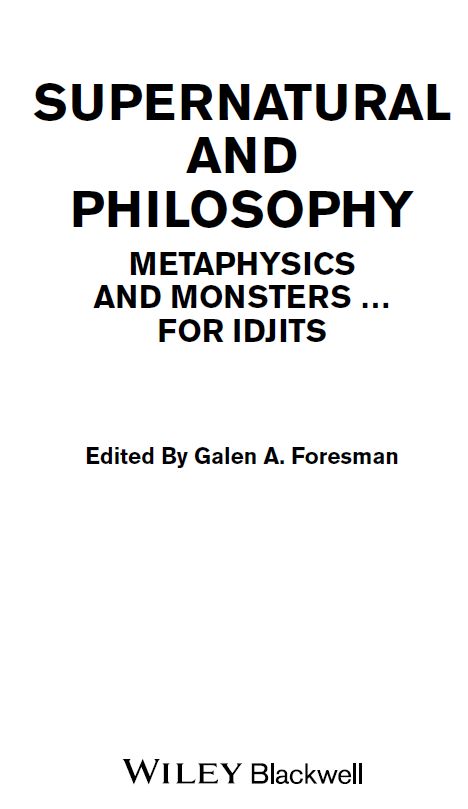 SUPERNATURAL
AND
PHILOSOPHY
METAPHYSICS
AND MONSTERS …
FOR IDJITS
Edited By Galen A. Foresman
WILEY Blackwell